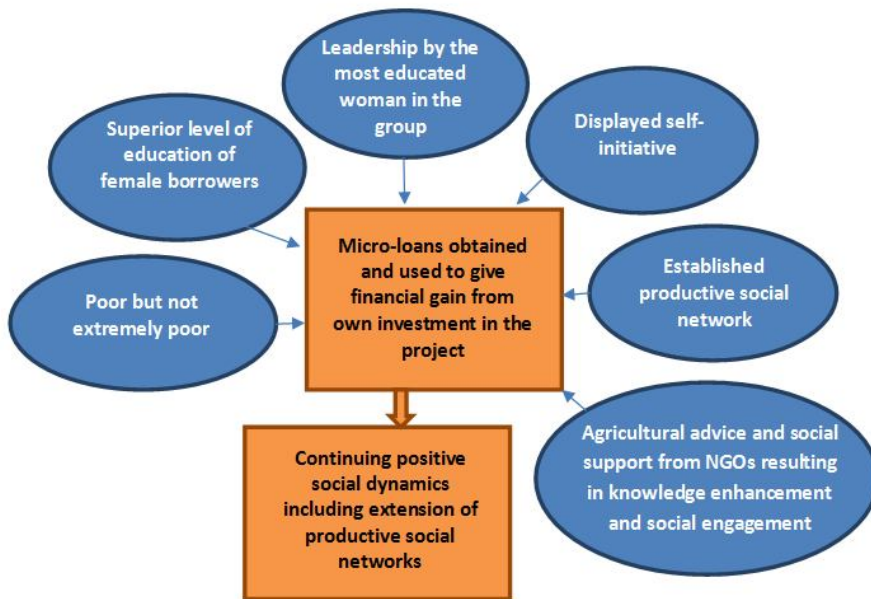 Leadership by the
most educated
woman in the
group
Superior level of
education of
female borrowers
Displayed self-
initiative
Micro-loans obtained
and used to give
financial gain from
own investment in the
project
Poor but not
extremely poor
Established
productive social
network
Continuing positive
social dynamics
including extension of
productive social
networks
Agricultural advice and social
support from NGOs resulting
in knowledge enhancement
and social engagement